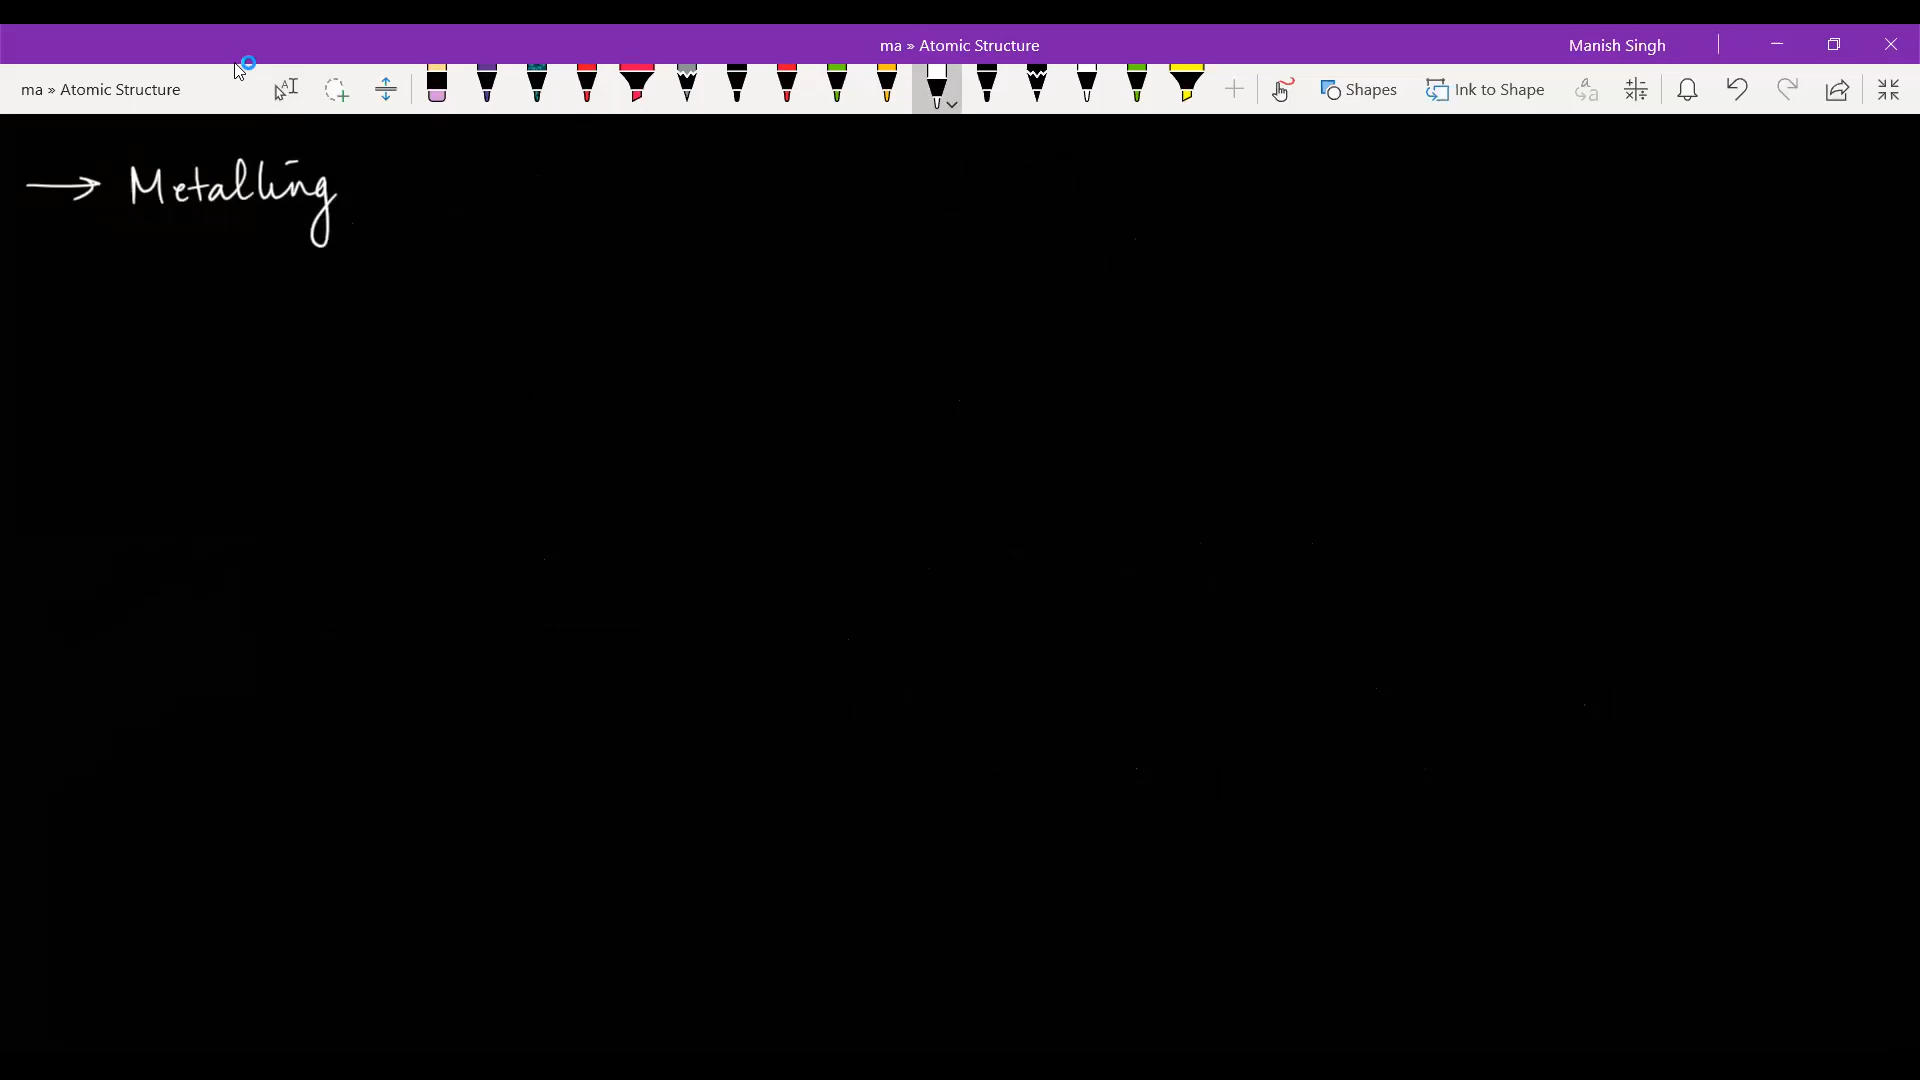 ma » Atomic Structure
Manish Singh
ma » Atomic Structure
Shapes
Ink to Shape
→ Metalling